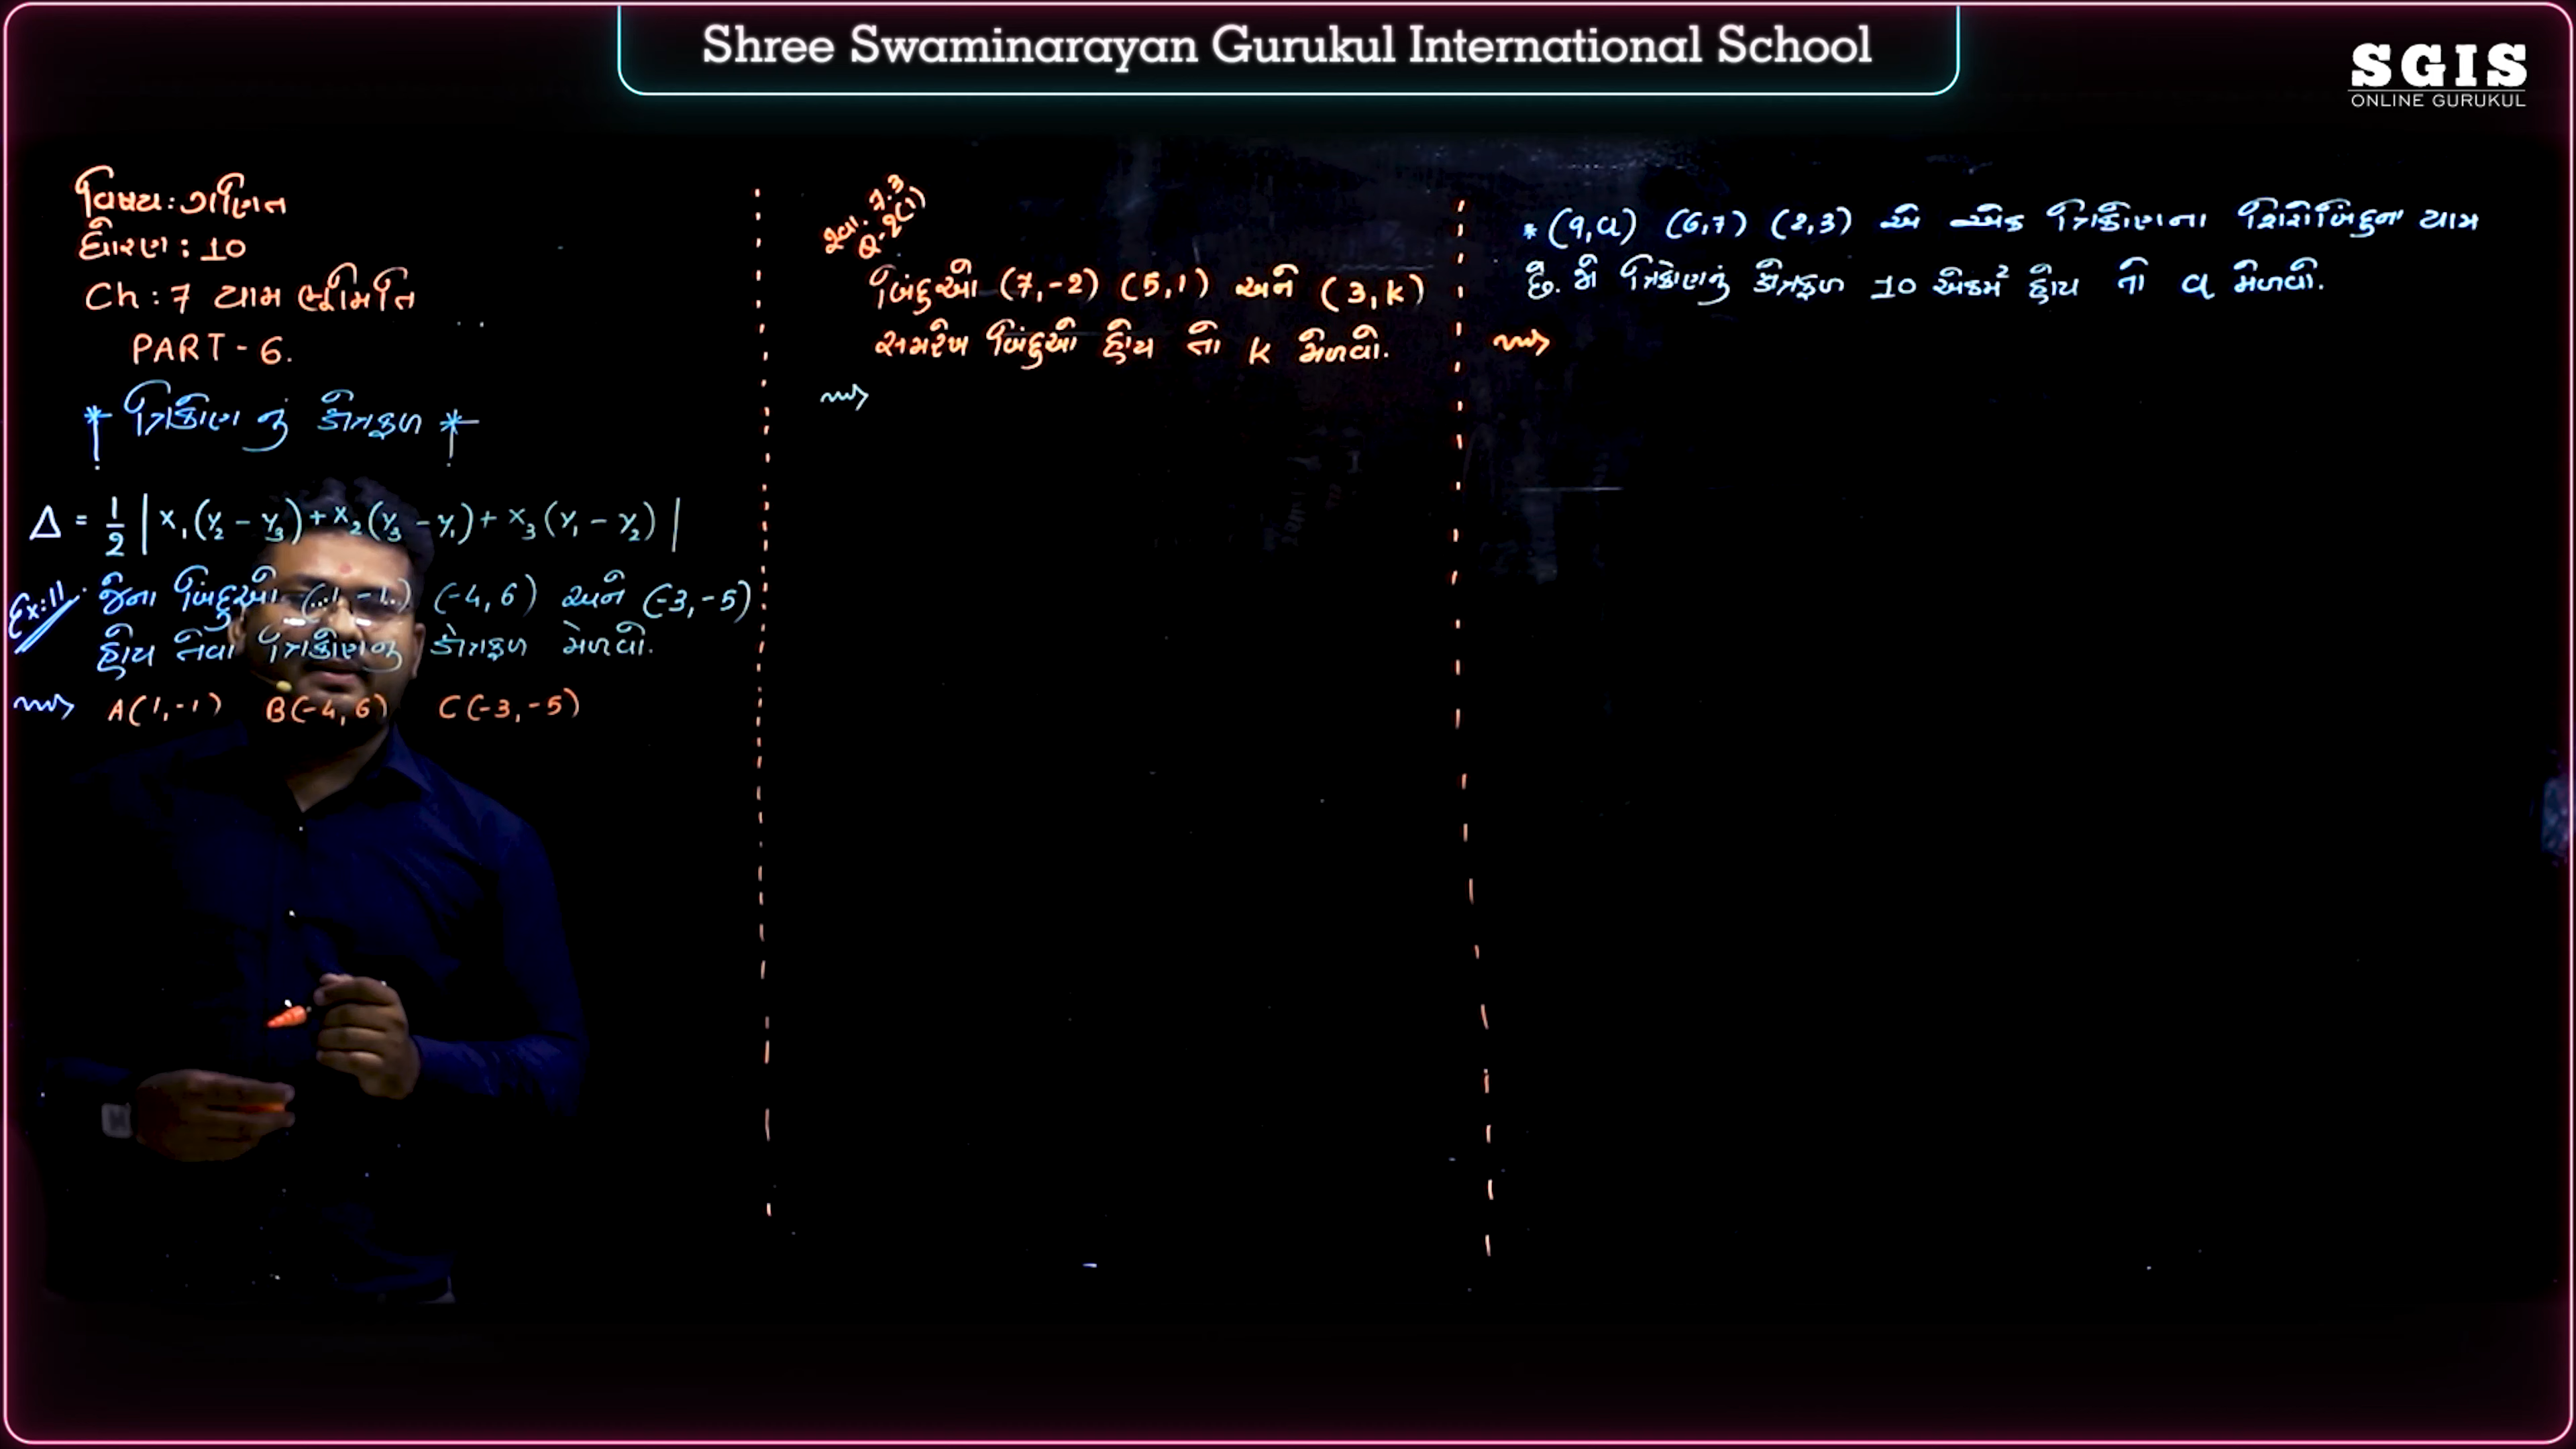 Shree Swaminarayan Gurukul International School
SGIS
ONLINE GURUKUL
વિષય : ગણિત
ધોરણ : 10
Ch : 7 યામ ભૂમિતિ
PART - 6.
* ત્રિકોણ નું ક્ષેત્રફળ *
Δ = 1/2 | x₁(y₂ - y₃) + x₂(y₃ - y₁) + x₃(y₁ - y₂) |
Ex:11. જેના બિંદુઓ (1, -1) (-4, 6) અને (-3, -5)
હોય તેવા ત્રિકોણનું ક્ષેત્રફળ મેળવો.
A(1, -1) B(-4, 6) C(-3, -5)
સ્વા. 7.3
Q-2(1)
બિંદુઓ (7, -2) (5, 1) અને (3, k)
સમરેખ બિંદુઓ હોય તો k મેળવો.
* (9, a) (6, 7) (2, 3) એ એક ત્રિકોણના શિરોબિંદુના યામ
છે. જો ત્રિકોણનું ક્ષેત્રફળ 10 એકમ² હોય તો a મેળવો.